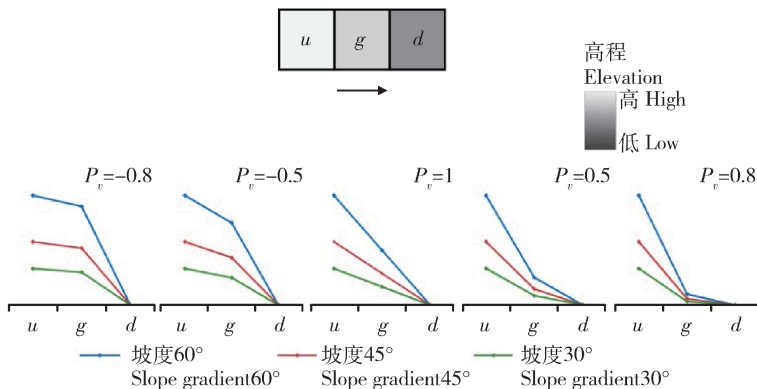 u g d
高程
Elevation
高 High
低 Low
Pv=-0.8 Pv=-0.5 Pv=1 Pv=0.5 Pv=0.8
u g d u g d u g d u g d u g d
坡度60° 坡度45° 坡度30°
Slope gradient60° Slope gradient45° Slope gradient30°